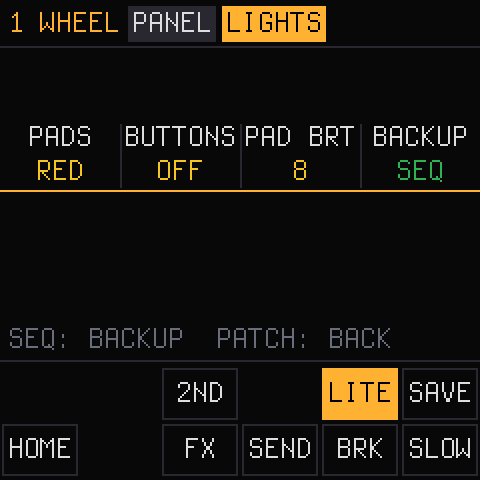 1 WHEEL PANEL LIGHTS
PADS BUTTONS PAD BRT BACKUP
RED OFF 8 SEQ
SEQ: BACKUP PATCH: BACK
2ND LITE SAVE
HOME FX SEND BRK SLOW